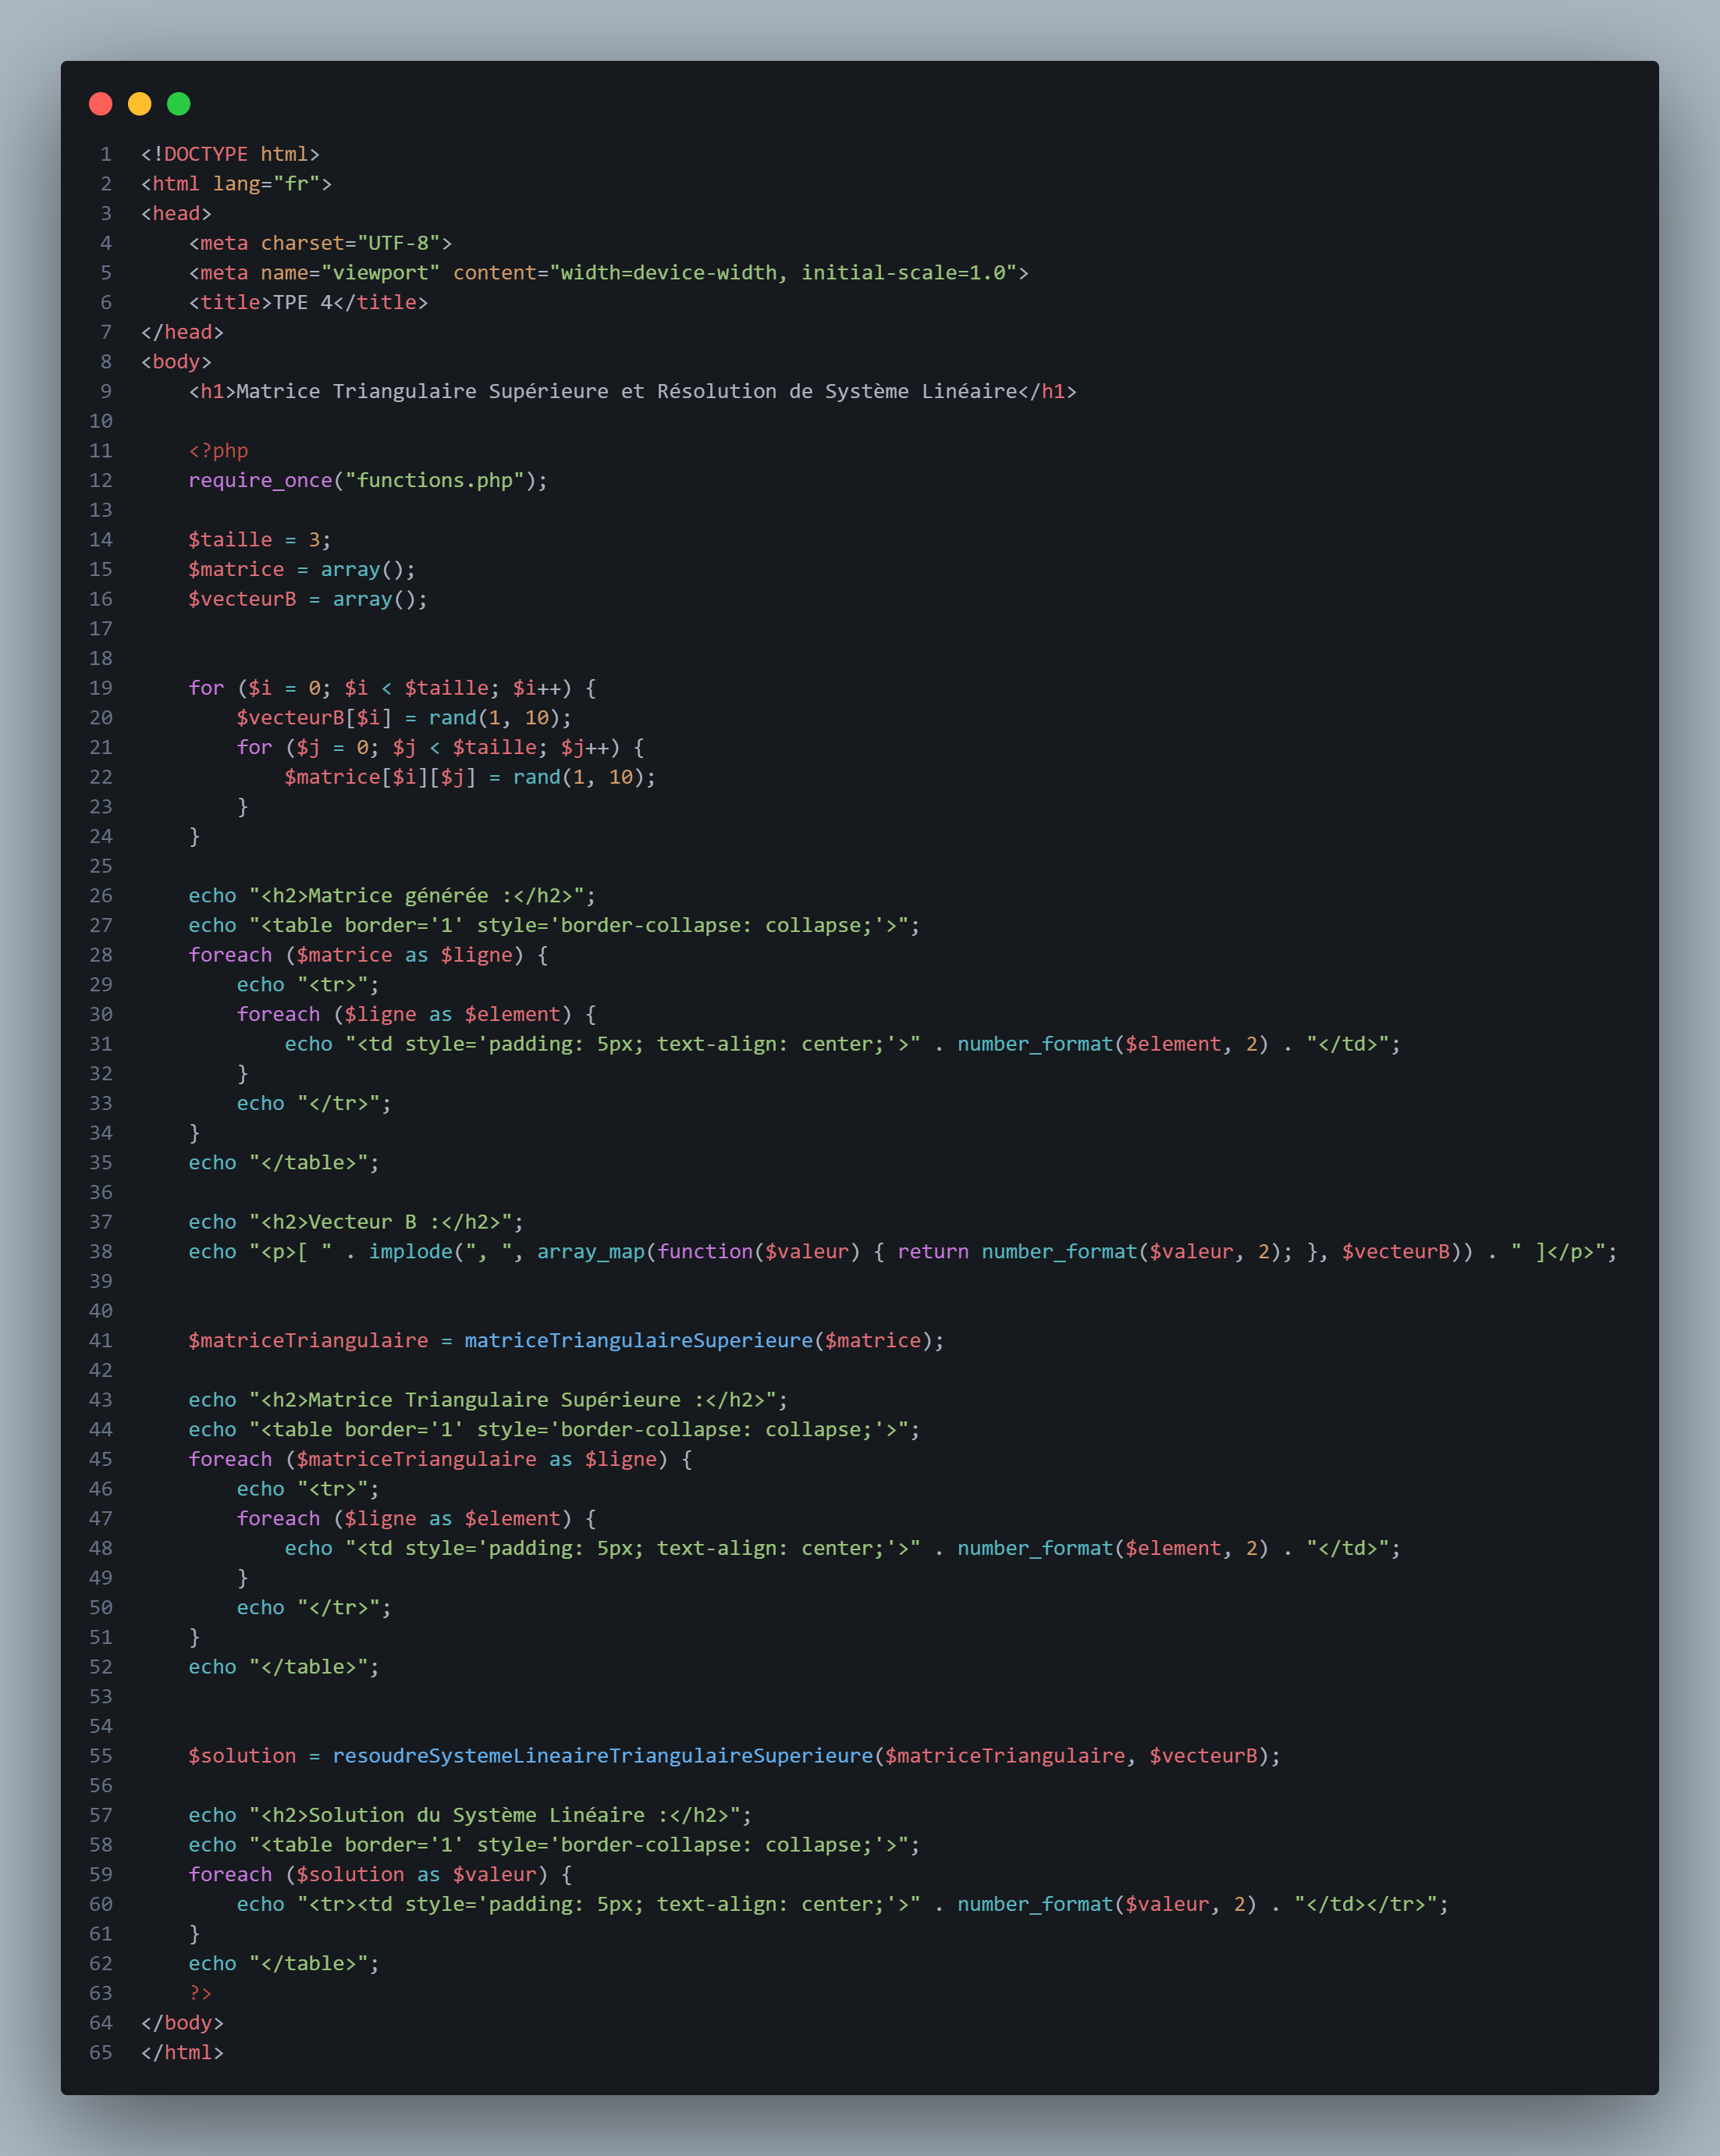 1 <!DOCTYPE html>
2 <html lang="fr">
3 <head>
4     <meta charset="UTF-8">
5     <meta name="viewport" content="width=device-width, initial-scale=1.0">
6     <title>TPE 4</title>
7 </head>
8 <body>
9     <h1>Matrice Triangulaire Supérieure et Résolution de Système Linéaire</h1>
10
11     <?php
12     require_once("functions.php");
13
14     $taille = 3;
15     $matrice = array();
16     $vecteurB = array();
17
18
19     for ($i = 0; $i < $taille; $i++) {
20         $vecteurB[$i] = rand(1, 10);
21         for ($j = 0; $j < $taille; $j++) {
22             $matrice[$i][$j] = rand(1, 10);
23         }
24     }
25
26     echo "<h2>Matrice générée :</h2>";
27     echo "<table border='1' style='border-collapse: collapse;'>";
28     foreach ($matrice as $ligne) {
29         echo "<tr>";
30         foreach ($ligne as $element) {
31             echo "<td style='padding: 5px; text-align: center;'>" . number_format($element, 2) . "</td>";
32         }
33         echo "</tr>";
34     }
35     echo "</table>";
36
37     echo "<h2>Vecteur B :</h2>";
38     echo "<p>[ " . implode(", ", array_map(function($valeur) { return number_format($valeur, 2); }, $vecteurB)) . " ]</p>";
39
40
41     $matriceTriangulaire = matriceTriangulaireSuperieure($matrice);
42
43     echo "<h2>Matrice Triangulaire Supérieure :</h2>";
44     echo "<table border='1' style='border-collapse: collapse;'>";
45     foreach ($matriceTriangulaire as $ligne) {
46         echo "<tr>";
47         foreach ($ligne as $element) {
48             echo "<td style='padding: 5px; text-align: center;'>" . number_format($element, 2) . "</td>";
49         }
50         echo "</tr>";
51     }
52     echo "</table>";
53
54
55     $solution = resoudreSystemeLineaireTriangulaireSuperieure($matriceTriangulaire, $vecteurB);
56
57     echo "<h2>Solution du Système Linéaire :</h2>";
58     echo "<table border='1' style='border-collapse: collapse;'>";
59     foreach ($solution as $valeur) {
60         echo "<tr><td style='padding: 5px; text-align: center;'>" . number_format($valeur, 2) . "</td></tr>";
61     }
62     echo "</table>";
63     ?>
64 </body>
65 </html>